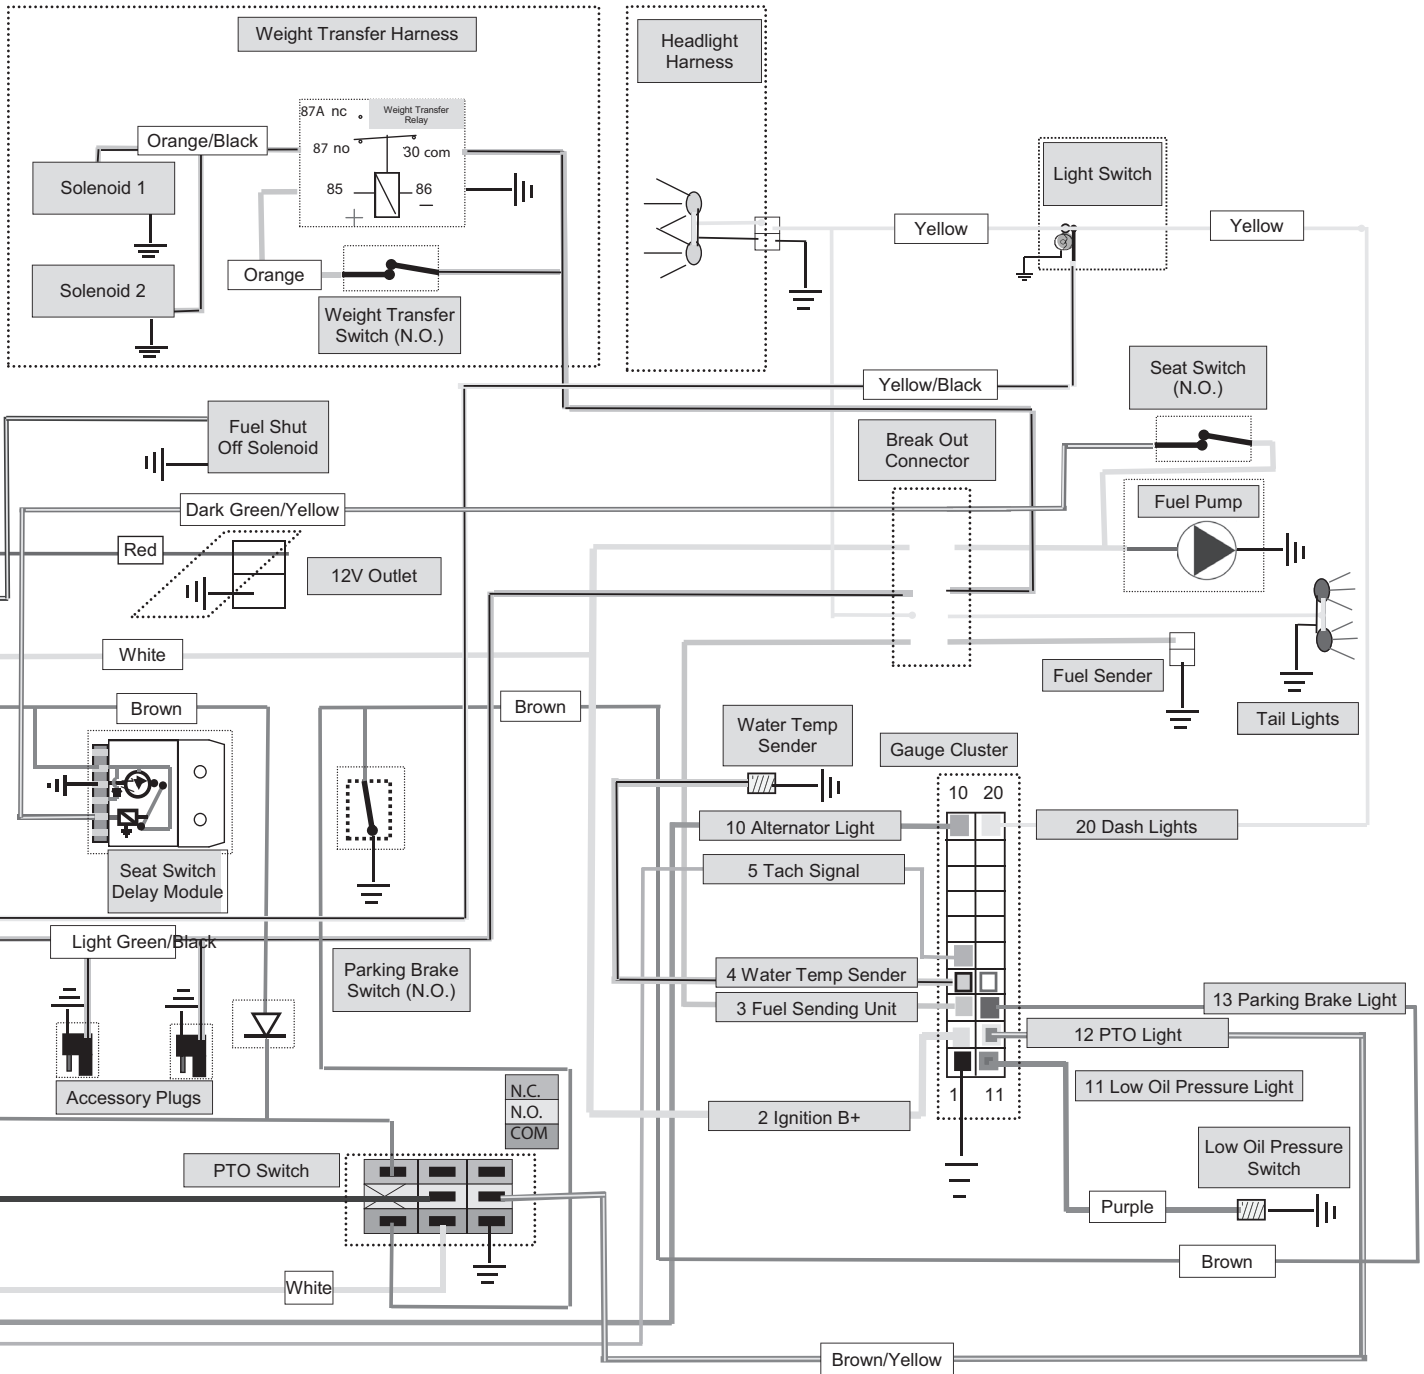 Weight Transfer Harness
Headlight
Harness
87A nc
Weight Transfer
Relay
Orange/Black
87 no
30 com
Solenoid 1
85
86
Light Switch
Yellow
Yellow
Orange
Solenoid 2
Weight Transfer
Switch (N.O.)
Seat Switch
(N.O.)
Yellow/Black
Fuel Shut
Off Solenoid
Break Out
Connector
Dark Green/Yellow
Fuel Pump
Red
12V Outlet
White
Fuel Sender
Brown
Brown
Water Temp
Sender
Tail Lights
Gauge Cluster
10 20
10 Alternator Light
20 Dash Lights
5 Tach Signal
Seat Switch
Delay Module
Light Green/Black
Parking Brake
Switch (N.O.)
4 Water Temp Sender
3 Fuel Sending Unit
13 Parking Brake Light
12 PTO Light
Accessory Plugs
N.C.
N.O.
COM
1 11
11 Low Oil Pressure Light
2 Ignition B+
PTO Switch
Low Oil Pressure
Switch
Purple
Brown
White
Brown/Yellow